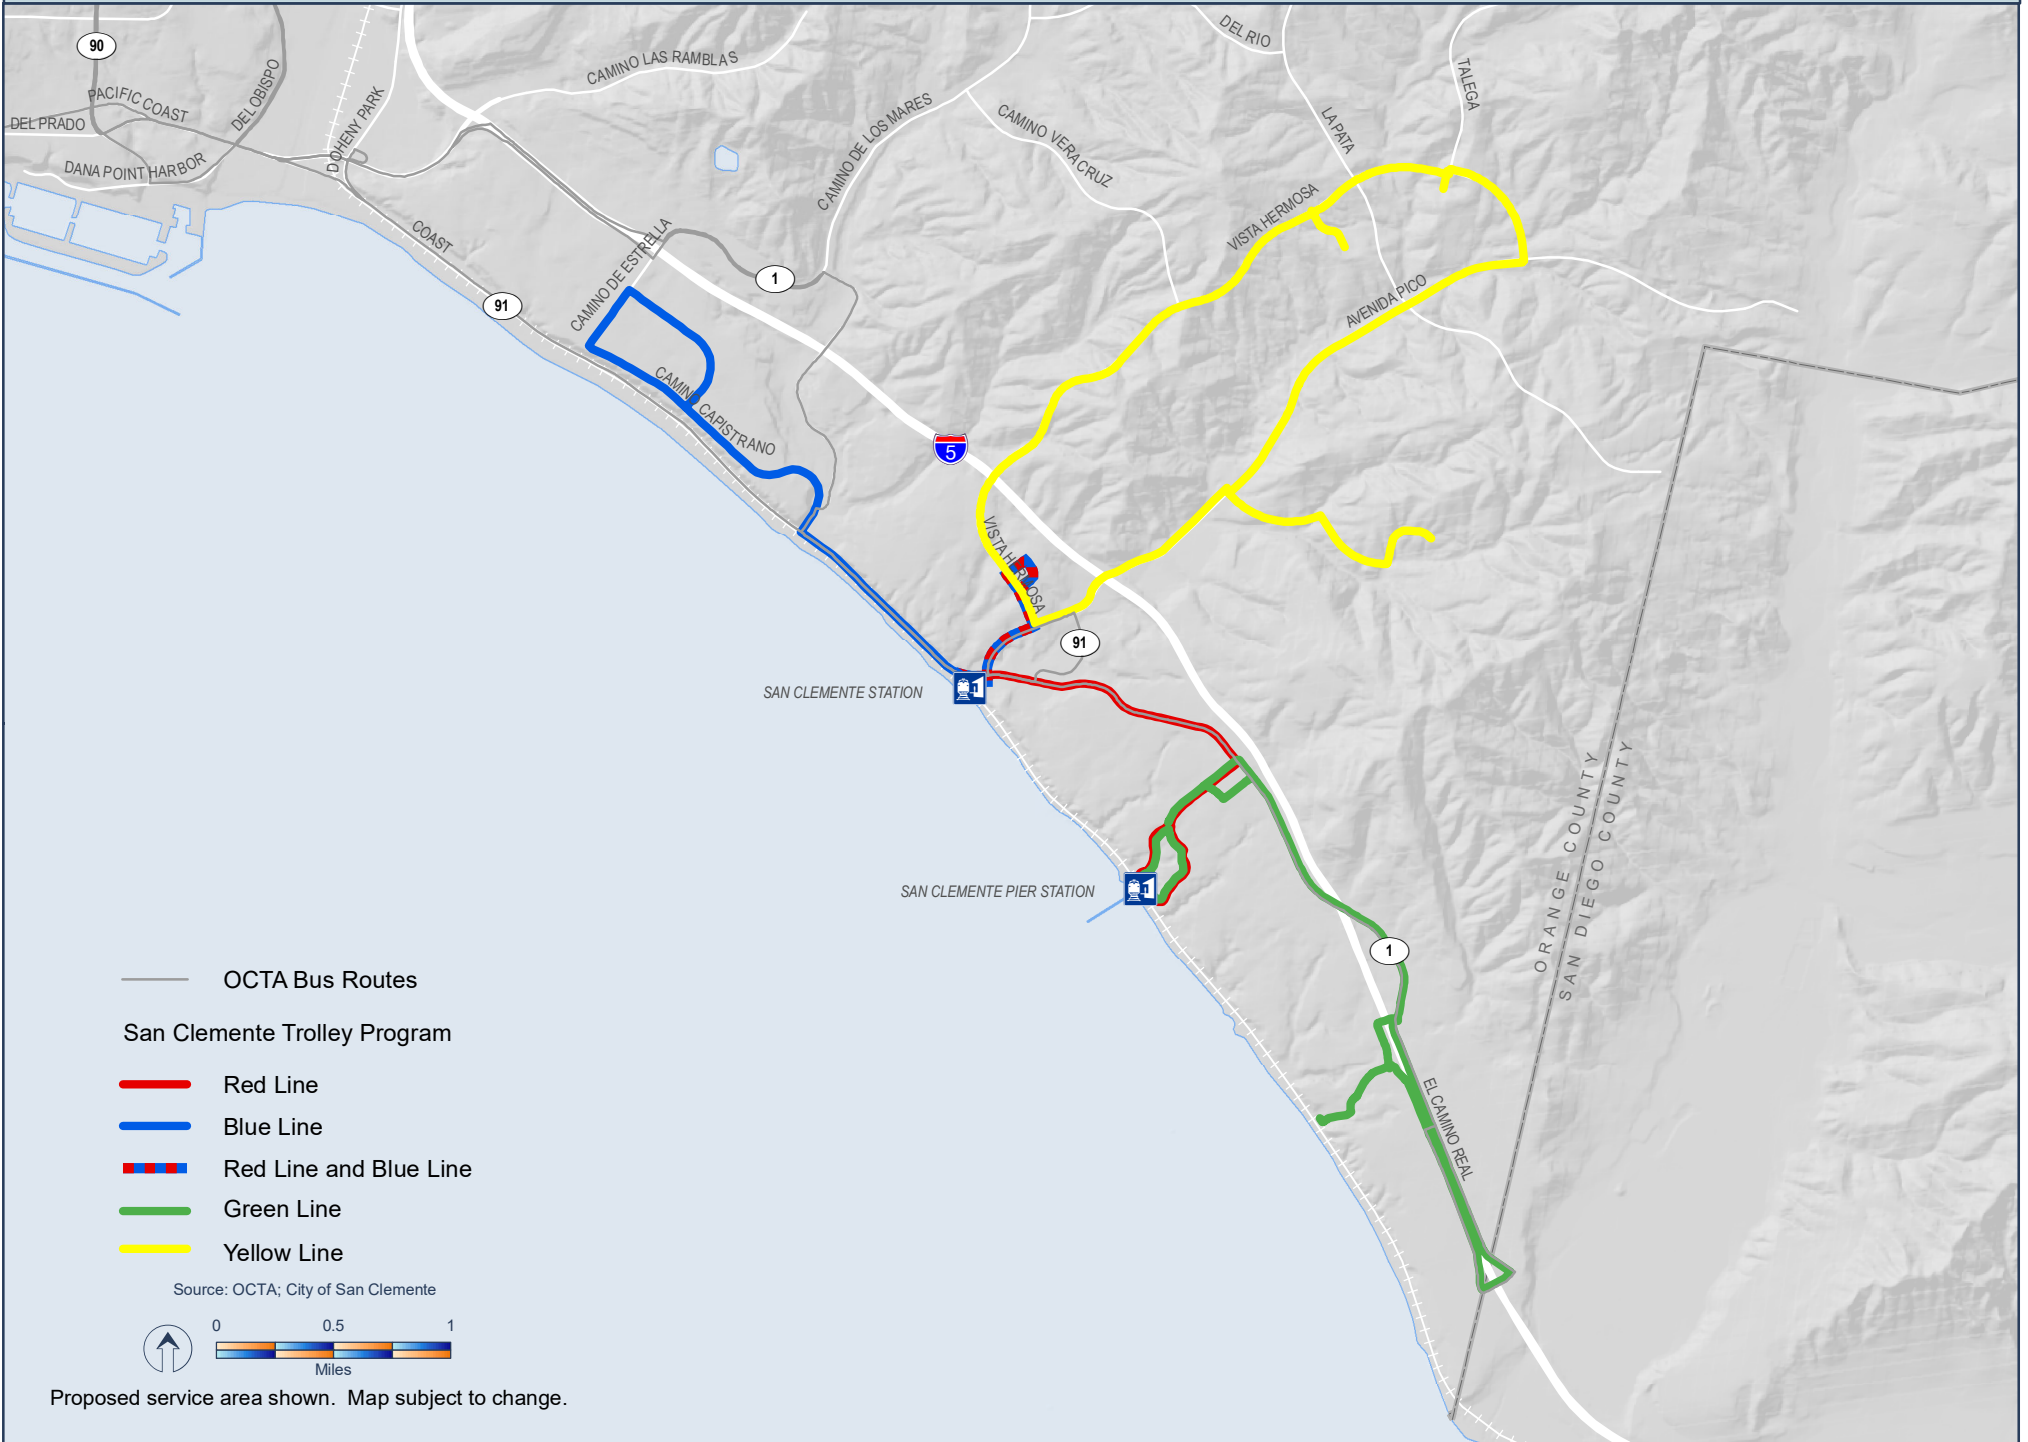 90
PACIFIC COAST
DEL PRADO
DEL OBISPO
DANA POINT HARBOR
DOHENY PARK
CAMINO LAS RAMBLAS
CAMINO DE LOS MARES
CAMINO VERA CRUZ
DEL RIO
LA PATA
TALEGA
COAST
91
CAMINO DE ESTRELLA
1
CAMINO CAPISTRANO
VISTA HERMOSA
AVENIDA PICO
5
VISTA HERMOSA
91
SAN CLEMENTE STATION
SAN CLEMENTE PIER STATION
1
EL CAMINO REAL
ORANGE COUNTY
SAN DIEGO COUNTY
OCTA Bus Routes
San Clemente Trolley Program
Red Line
Blue Line
Red Line and Blue Line
Green Line
Yellow Line
Source: OCTA; City of San Clemente
0 0.5 1
Miles
Proposed service area shown. Map subject to change.